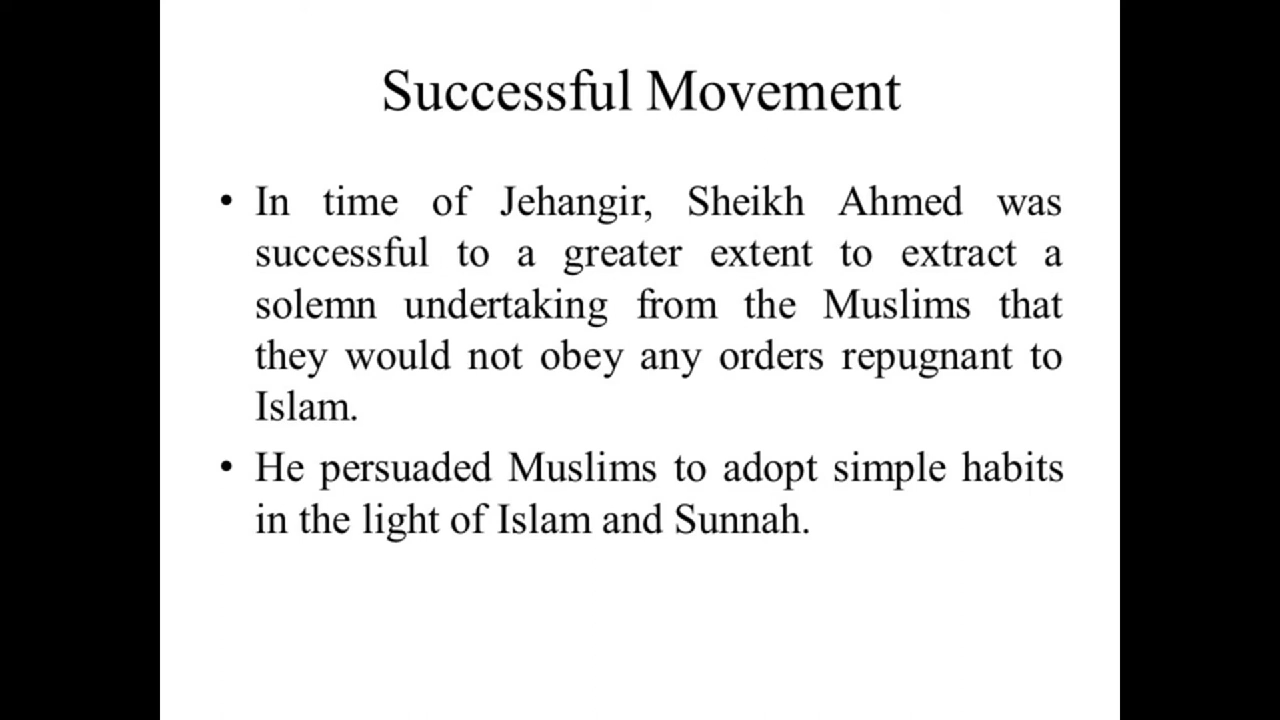 Successful Movement
• In time of Jehangir, Sheikh Ahmed was
successful to a greater extent to extract a
solemn undertaking from the Muslims that
they would not obey any orders repugnant to
Islam.
• He persuaded Muslims to adopt simple habits
in the light of Islam and Sunnah.